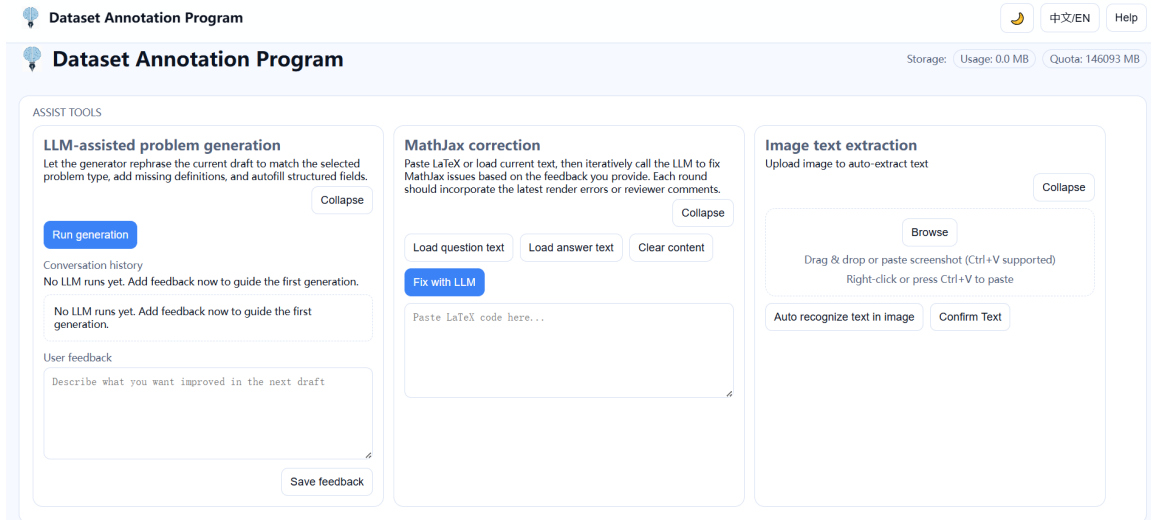 Dataset Annotation Program
🌙
中文/EN
Help
Dataset Annotation Program
Storage:
Usage: 0.0 MB
Quota: 146093 MB
ASSIST TOOLS
LLM-assisted problem generation
Let the generator rephrase the current draft to match the selected
problem type, add missing definitions, and autofill structured fields.
Collapse
Run generation
Conversation history
No LLM runs yet. Add feedback now to guide the first generation.
No LLM runs yet. Add feedback now to guide the first
generation.
User feedback
Describe what you want improved in the next draft
Save feedback
MathJax correction
Paste LaTeX or load current text, then iteratively call the LLM to fix
MathJax issues based on the feedback you provide. Each round
should incorporate the latest render errors or reviewer comments.
Collapse
Load question text
Load answer text
Clear content
Fix with LLM
Paste LaTeX code here...
Image text extraction
Upload image to auto-extract text
Collapse
Browse
Drag & drop or paste screenshot (Ctrl+V supported)
Right-click or press Ctrl+V to paste
Auto recognize text in image
Confirm Text